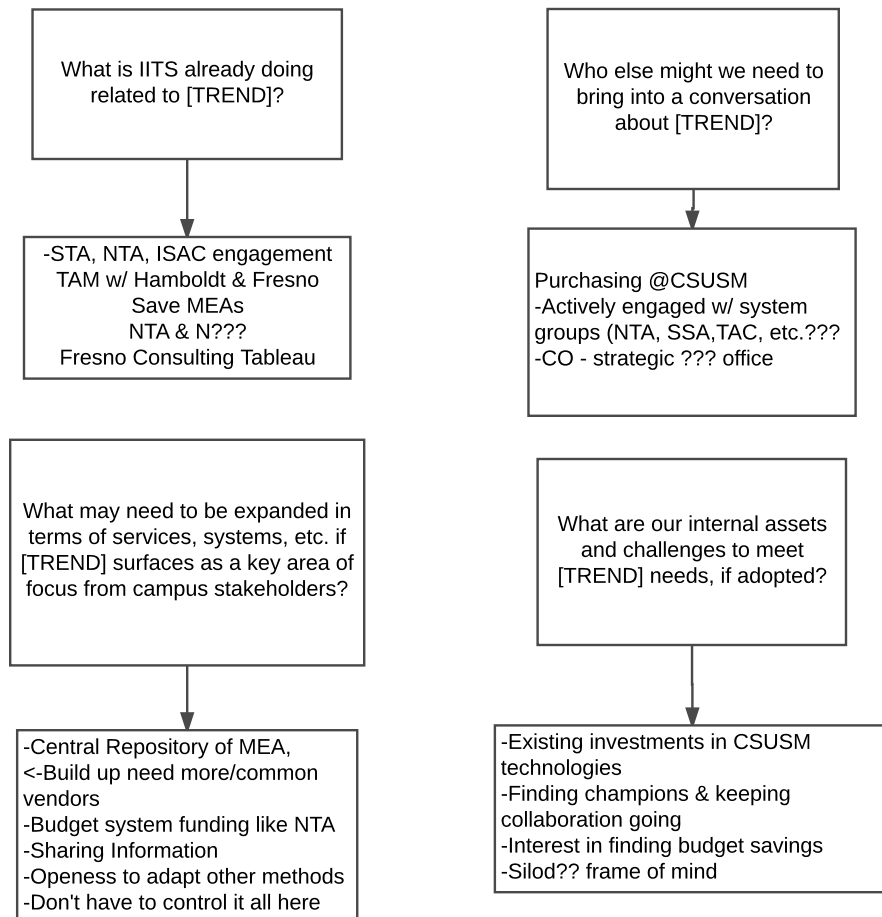 What is IITS already doing
related to [TREND]?
-STA, NTA, ISAC engagement
TAM w/ Hamboldt & Fresno
Save MEAs
NTA & N???
Fresno Consulting Tableau
Who else might we need to
bring into a conversation
about [TREND]?
Purchasing @CSUSM
-Actively engaged w/ system
groups (NTA, SSA,TAC, etc.???
-CO - strategic ??? office
What may need to be expanded in
terms of services, systems, etc. if
[TREND] surfaces as a key area of
focus from campus stakeholders?
-Central Repository of MEA,
<-Build up need more/common
vendors
-Budget system funding like NTA
-Sharing Information
-Openess to adapt other methods
-Don't have to control it all here
What are our internal assets
and challenges to meet
[TREND] needs, if adopted?
-Existing investments in CSUSM
technologies
-Finding champions & keeping
collaboration going
-Interest in finding budget savings
-Silod?? frame of mind